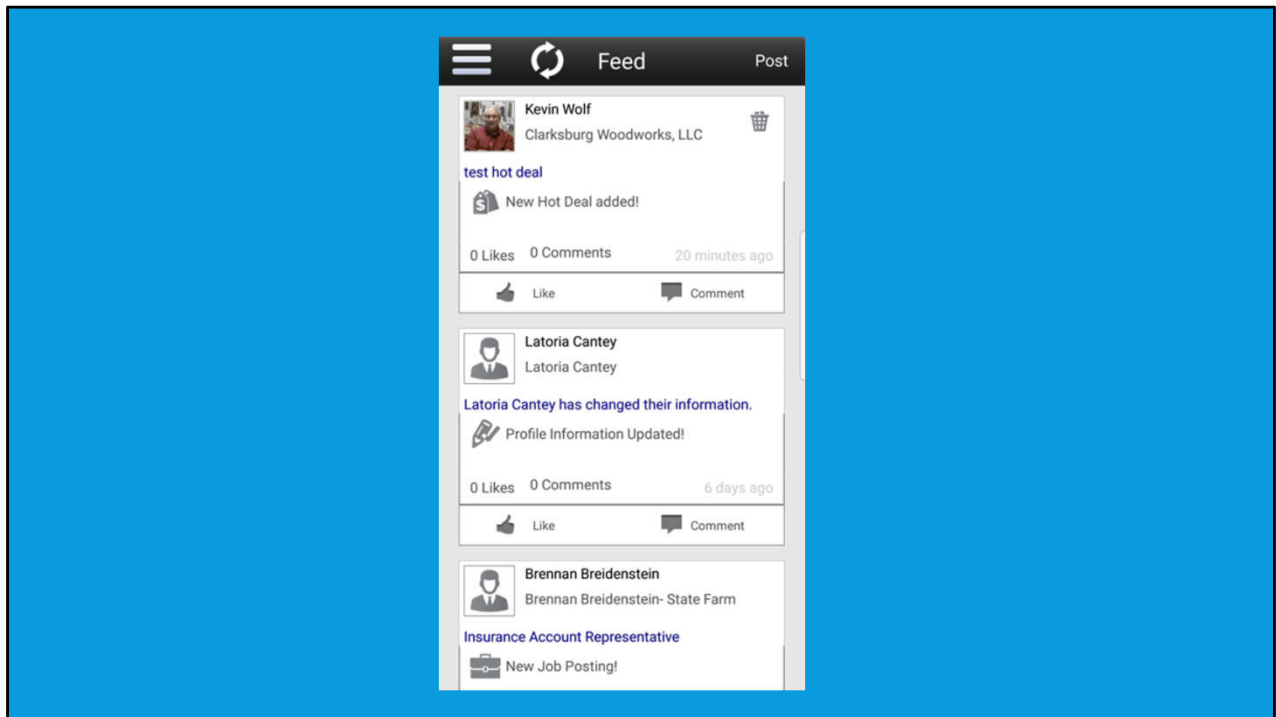 Feed
Post
Kevin Wolf
Clarksburg Woodworks, LLC
test hot deal
New Hot Deal added!
0 Likes 0 Comments 20 minutes ago
Like Comment
Latoria Cantey
Latoria Cantey
Latoria Cantey has changed their information.
Profile Information Updated!
0 Likes 0 Comments 6 days ago
Like Comment
Brennan Breidenstein
Brennan Breidenstein- State Farm
Insurance Account Representative
New Job Posting!